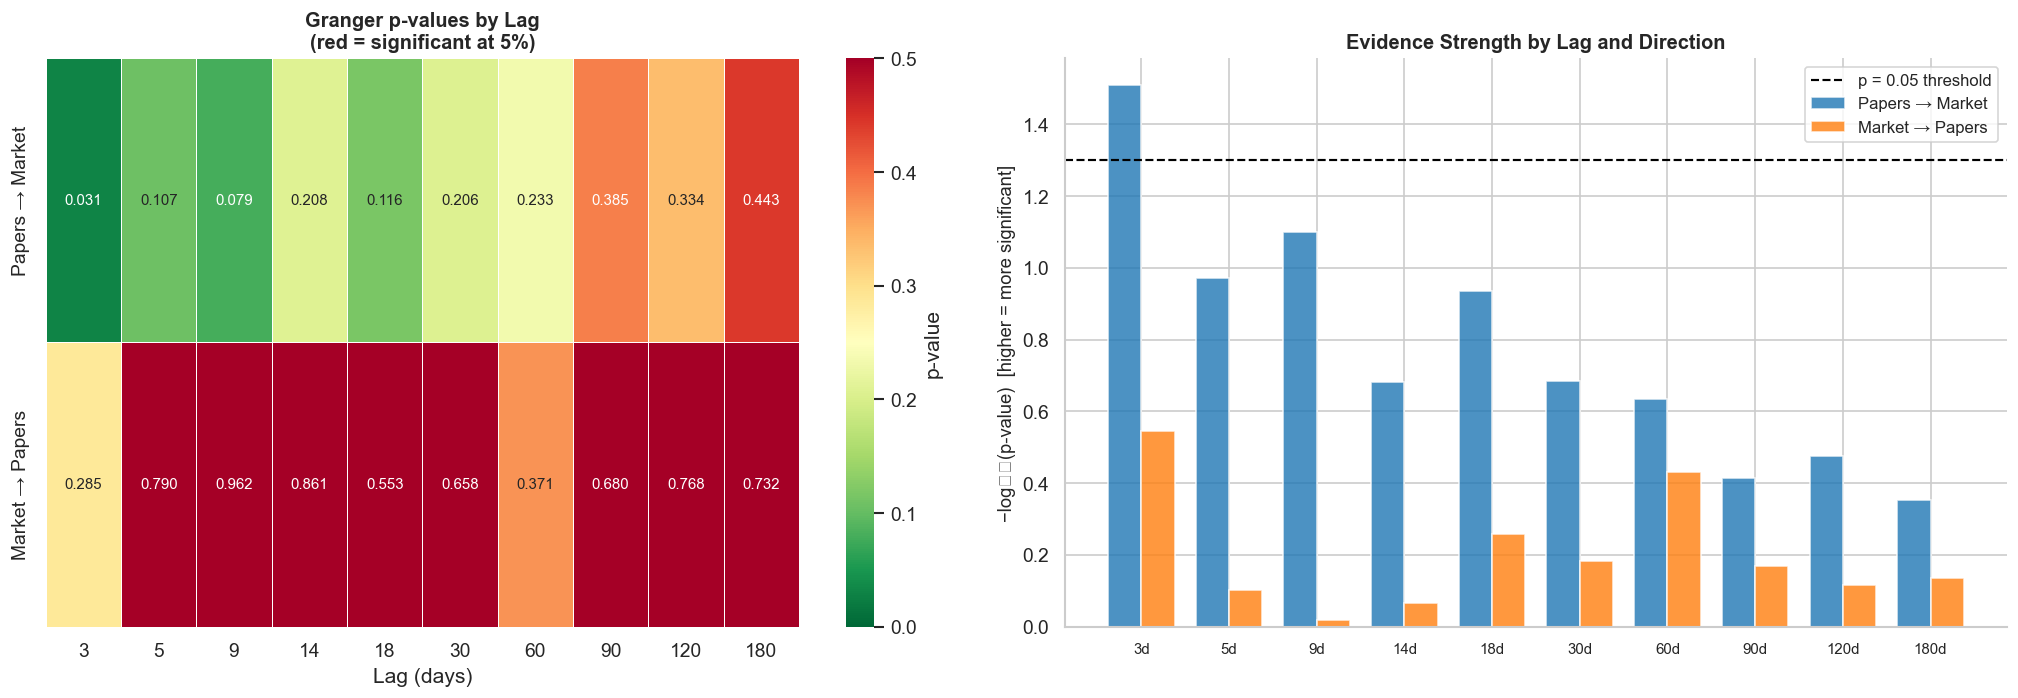 Granger p-values by Lag
(red = significant at 5%)
Papers → Market
0.031 0.107 0.079 0.208 0.116 0.206 0.233 0.385 0.334 0.443
Market → Papers
0.285 0.790 0.962 0.861 0.553 0.658 0.371 0.680 0.768 0.732
3 5 9 14 18 30 60 90 120 180
Lag (days)
0.5
0.4
0.3
0.2
0.1
0.0
p-value
Evidence Strength by Lag and Direction
p = 0.05 threshold
Papers → Market
Market → Papers
−log□□(p-value) [higher = more significant]
1.4
1.2
1.0
0.8
0.6
0.4
0.2
0.0
3d 5d 9d 14d 18d 30d 60d 90d 120d 180d